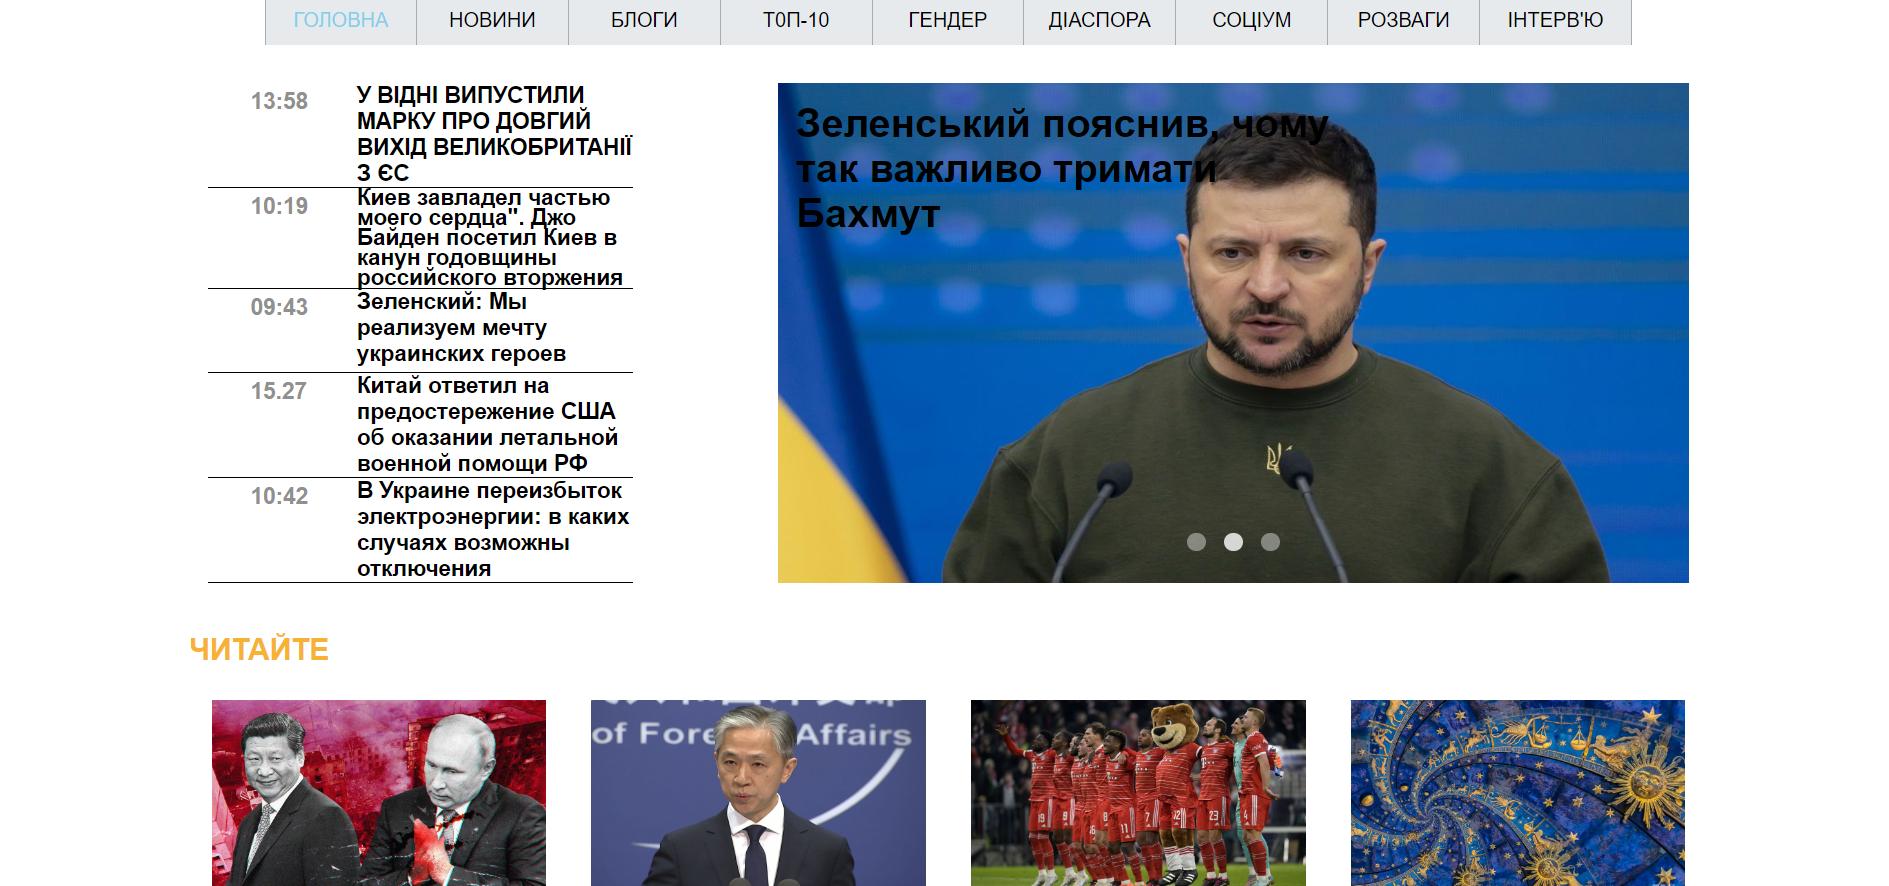 ГОЛОВНА НОВИНИ БЛОГИ Т0П-10 ГЕНДЕР ДІАСПОРА СОЦІУМ РОЗВАГИ ІНТЕРВ'Ю
13:58
У ВІДНІ ВИПУСТИЛИ
МАРКУ ПРО ДОВГИЙ
ВИХІД ВЕЛИКОБРИТАНІЇ
З ЄС
10:19
Киев завладел частью
моего сердца". Джо
Байден посетил Киев в
канун годовщины
российского вторжения
09:43
Зеленский: Мы
реализуем мечту
украинских героев
15.27
Китай ответил на
предостережение США
об оказании летальной
военной помощи РФ
10:42
В Украине переизбыток
электроэнергии: в каких
случаях возможны
отключения
Зеленський пояснив, чому
так важливо тримати
Бахмут
ЧИТАЙТЕ
of Fore Affairs